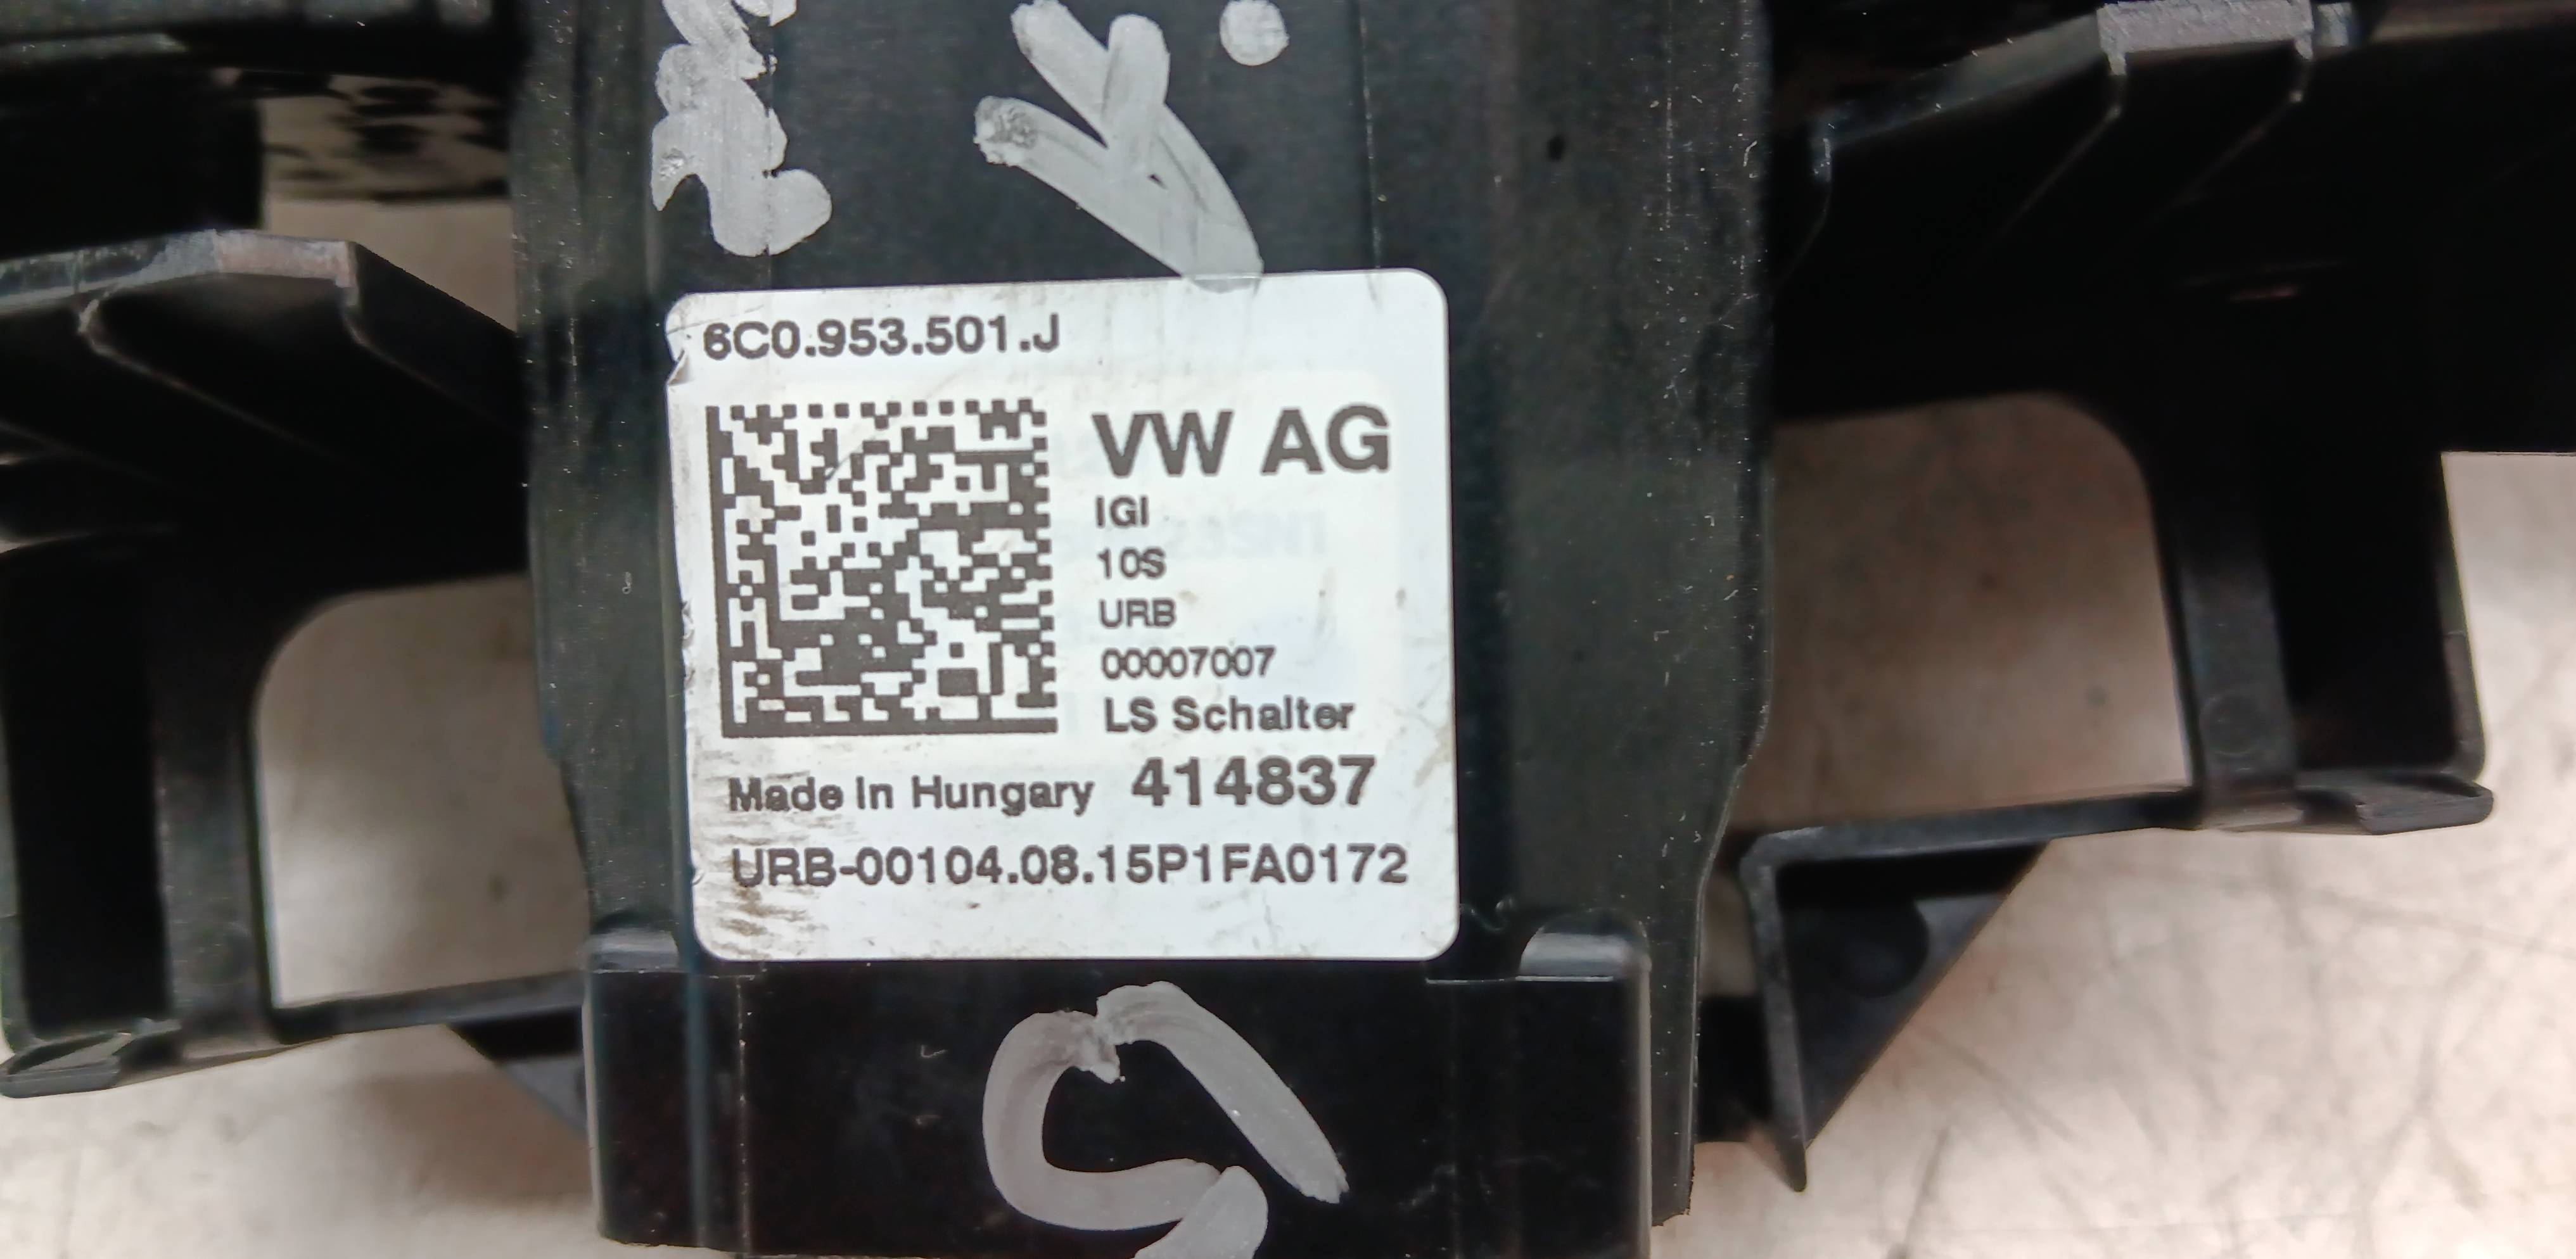 6C0.953.501.J
VW AG
IGI
10S
URB
00007007
LS Schalter
Made in Hungary 414837
URB-00104.08.15P1FA0172